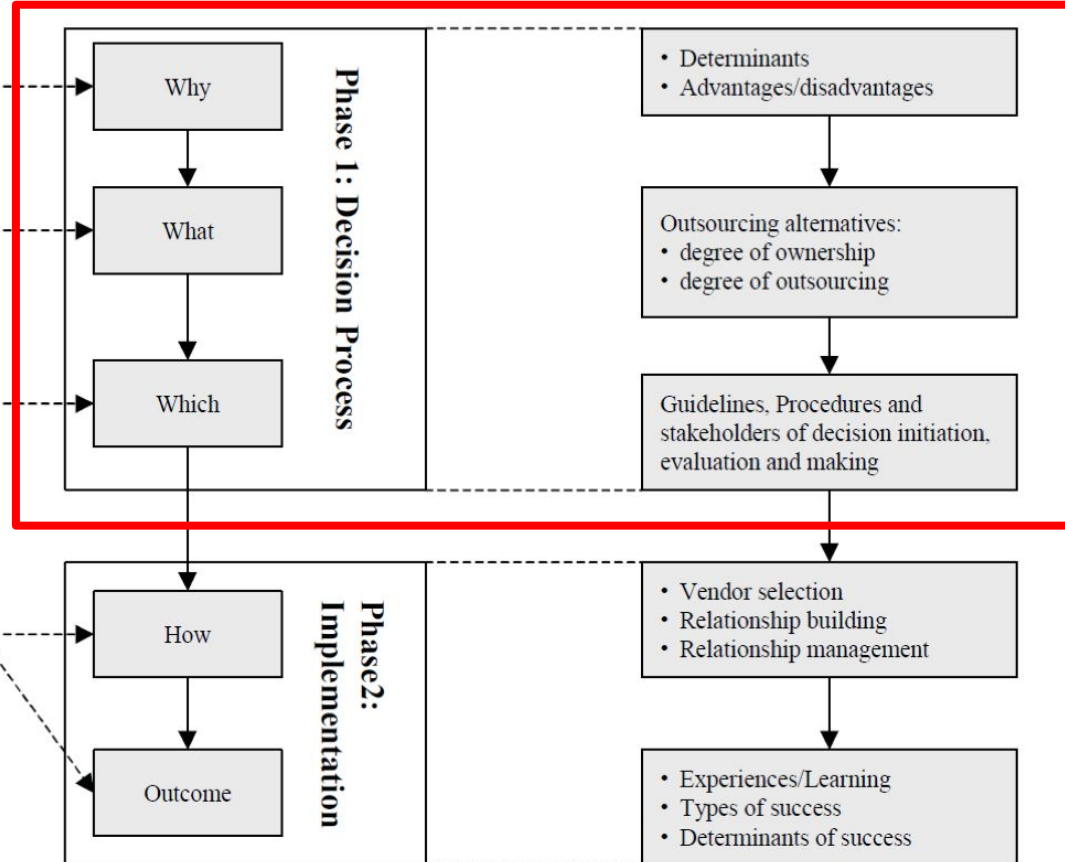 Why
What
Which
Phase 1: Decision Process
• Determinants
• Advantages/disadvantages
Outsourcing alternatives:
• degree of ownership
• degree of outsourcing
Guidelines, Procedures and
stakeholders of decision initiation,
evaluation and making
How
Outcome
Phase2:
Implementation
• Vendor selection
• Relationship building
• Relationship management
• Experiences/Learning
• Types of success
• Determinants of success